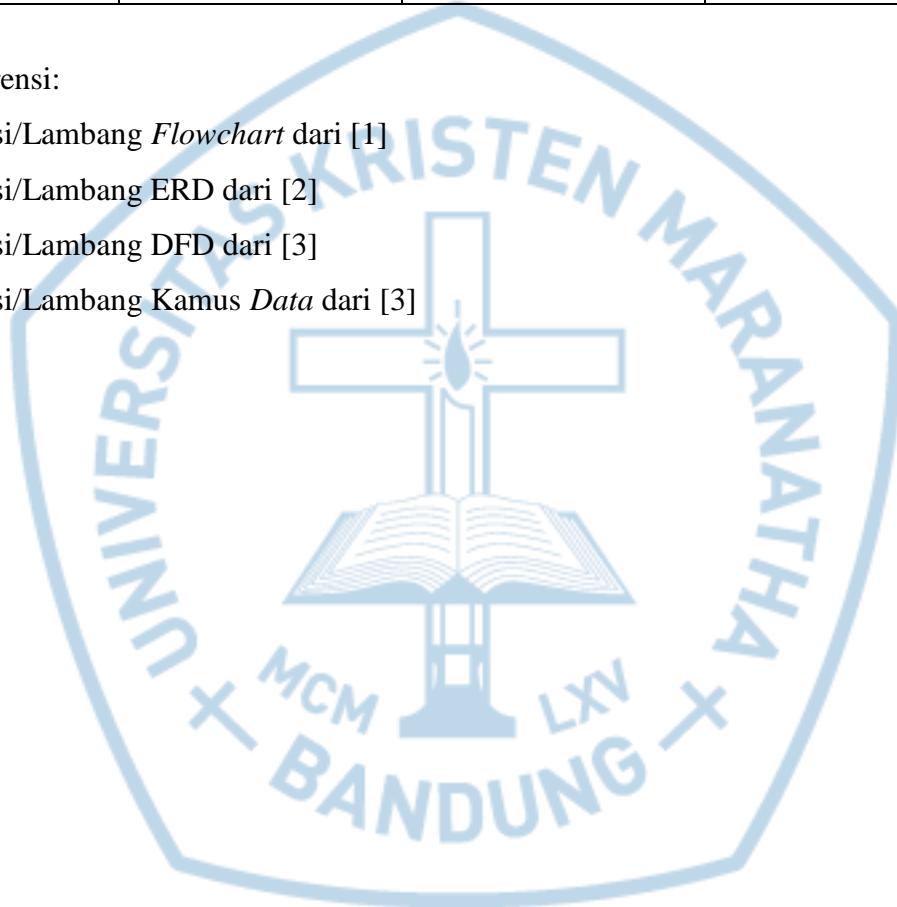 ensi:
si/Lambang Flowchart dari [1]
si/Lambang ERD dari [2]
si/Lambang DFD dari [3]
si/Lambang Kamus Data dari [3]
UNIVERSITAS KRISTEN MARANATHA
MCM LXV
BANDUNG